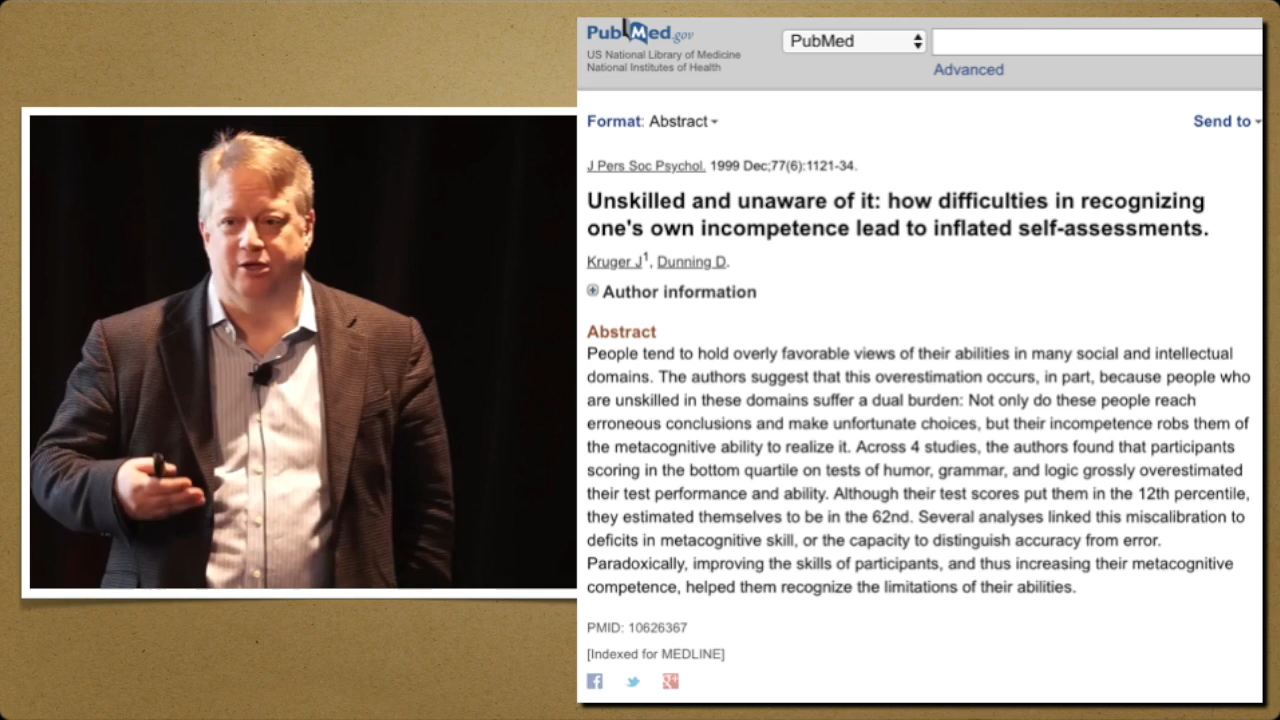 PubMed.gov
US National Library of Medicine
National Institutes of Health
PubMed
Advanced
Format: Abstract
Send to
J Pers Soc Psychol. 1999 Dec;77(6):1121-34.
Unskilled and unaware of it: how difficulties in recognizing
one's own incompetence lead to inflated self-assessments.
Kruger J1, Dunning D.
Author information
Abstract
People tend to hold overly favorable views of their abilities in many social and intellectual
domains. The authors suggest that this overestimation occurs, in part, because people who
are unskilled in these domains suffer a dual burden: Not only do these people reach
erroneous conclusions and make unfortunate choices, but their incompetence robs them of
the metacognitive ability to realize it. Across 4 studies, the authors found that participants
scoring in the bottom quartile on tests of humor, grammar, and logic grossly overestimated
their test performance and ability. Although their test scores put them in the 12th percentile,
they estimated themselves to be in the 62nd. Several analyses linked this miscalibration to
deficits in metacognitive skill, or the capacity to distinguish accuracy from error.
Paradoxically, improving the skills of participants, and thus increasing their metacognitive
competence, helped them recognize the limitations of their abilities.
PMID: 10626367
[Indexed for MEDLINE]